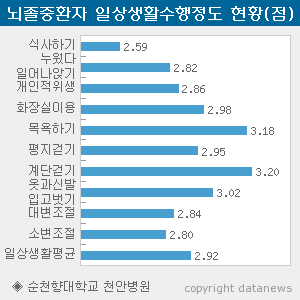 뇌졸중환자 일상생활수행정도 현황(점)
식사하기 2.59
누웠다
일어나앉기 2.82
개인적위생 2.86
화장실이용 2.98
목욕하기 3.18
평지걷기 2.95
계단걷기 3.20
옷과신발
입고벗기 3.02
대변조절 2.84
소변조절 2.80
일상생활평균 2.92
◈ 순천향대학교 천안병원
copyright datanews